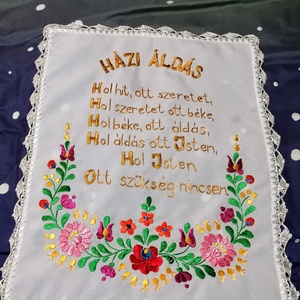 HÁZI ÁLDÁS
Hol hit, ott szeretet,
Hol szeretet ott béke,
Hol béke, ott áldás,
Hol áldás ott Isten,
Hol Isten
Ott szükség nincsen